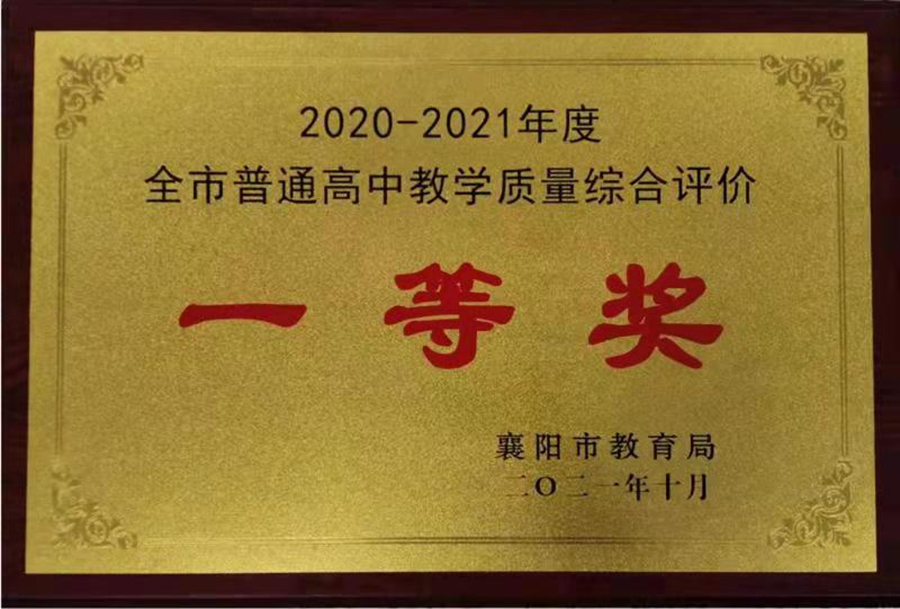 2020-2021年度
全市普通高中教学质量综合评价
一等奖
襄阳市教育局
二〇二一年十月